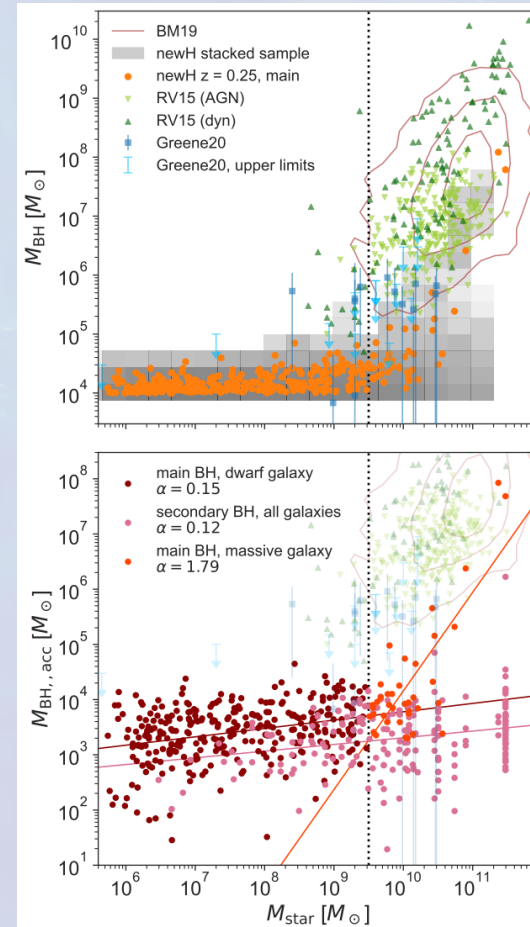 10^10
10^9
10^8
10^7
10^6
10^5
10^4
M_BH [M_⊙]
BM19
newH stacked sample
newH z = 0.25, main
RV15 (AGN)
RV15 (dyn)
Greene20
Greene20, upper limits
10^8
10^7
10^6
10^5
10^4
10^3
10^2
10^1
M_BH,,acc [M_⊙]
main BH, dwarf galaxy
α = 0.15
secondary BH, all galaxies
α = 0.12
main BH, massive galaxy
α = 1.79
10^6 10^7 10^8 10^9 10^10 10^11
M_star [M_⊙]